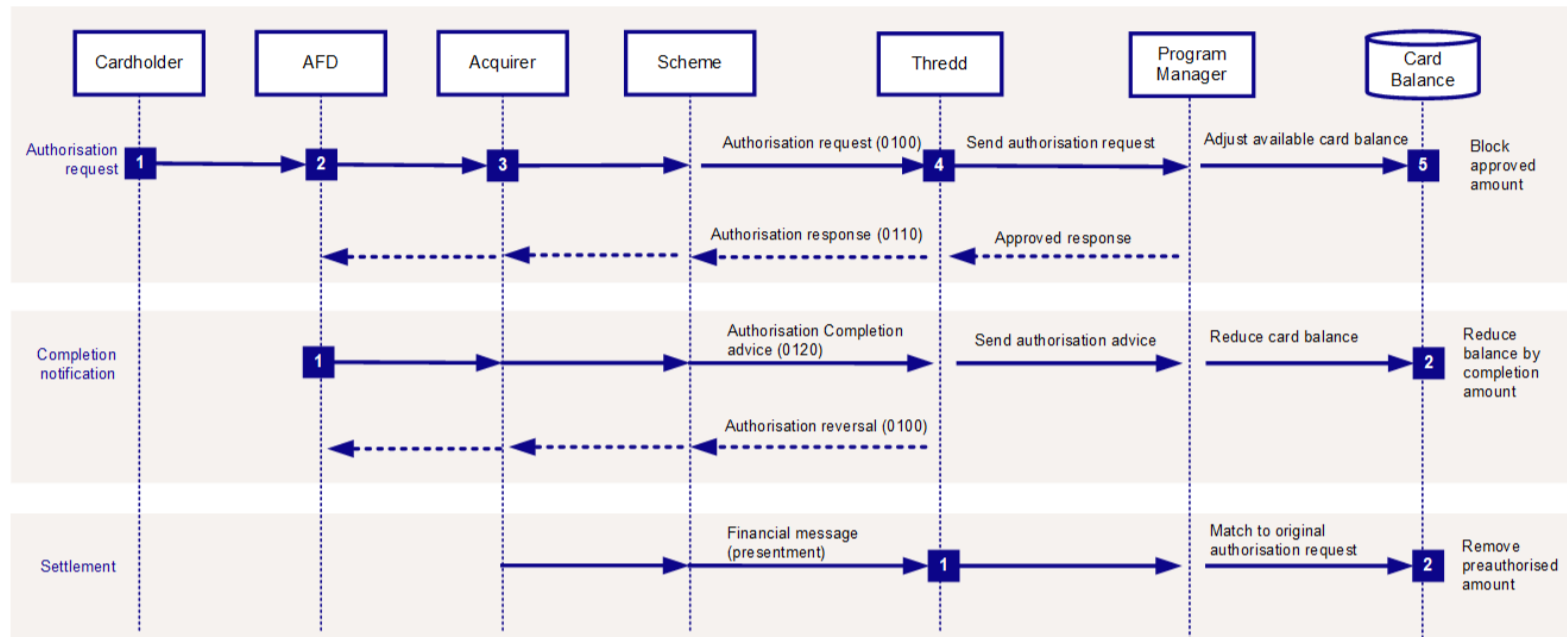 Cardholder
AFD
Acquirer
Scheme
Thredd
Program
Manager
Card
Balance
Authorisation
request
1
2
3
Authorisation request (0100)
4
Send authorisation request
Adjust available card balance
5
Block
approved
amount
Authorisation response (0110)
Approved response
Completion
notification
1
Authorisation Completion
advice (0120)
Send authorisation advice
Reduce card balance
2
Reduce
balance by
completion
amount
Authorisation reversal (0100)
Settlement
Financial message
(presentment)
1
Match to original
authorisation request
2
Remove
preauthorised
amount